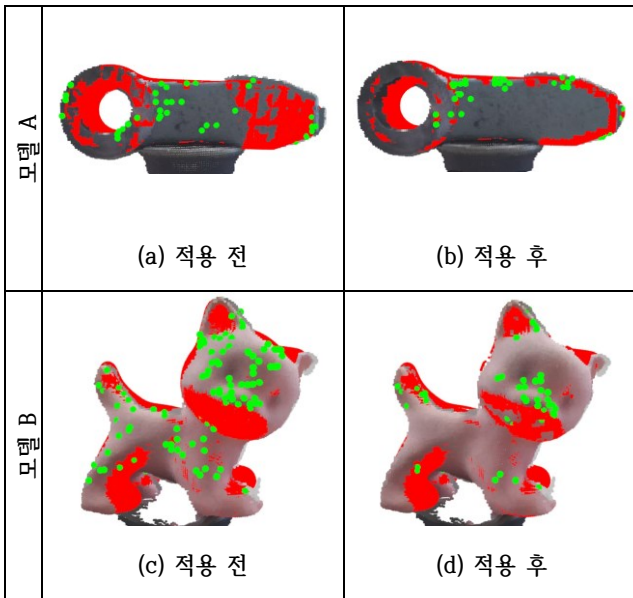 모델 A
(a) 적용 전
(b) 적용 후
모델 B
(c) 적용 전
(d) 적용 후